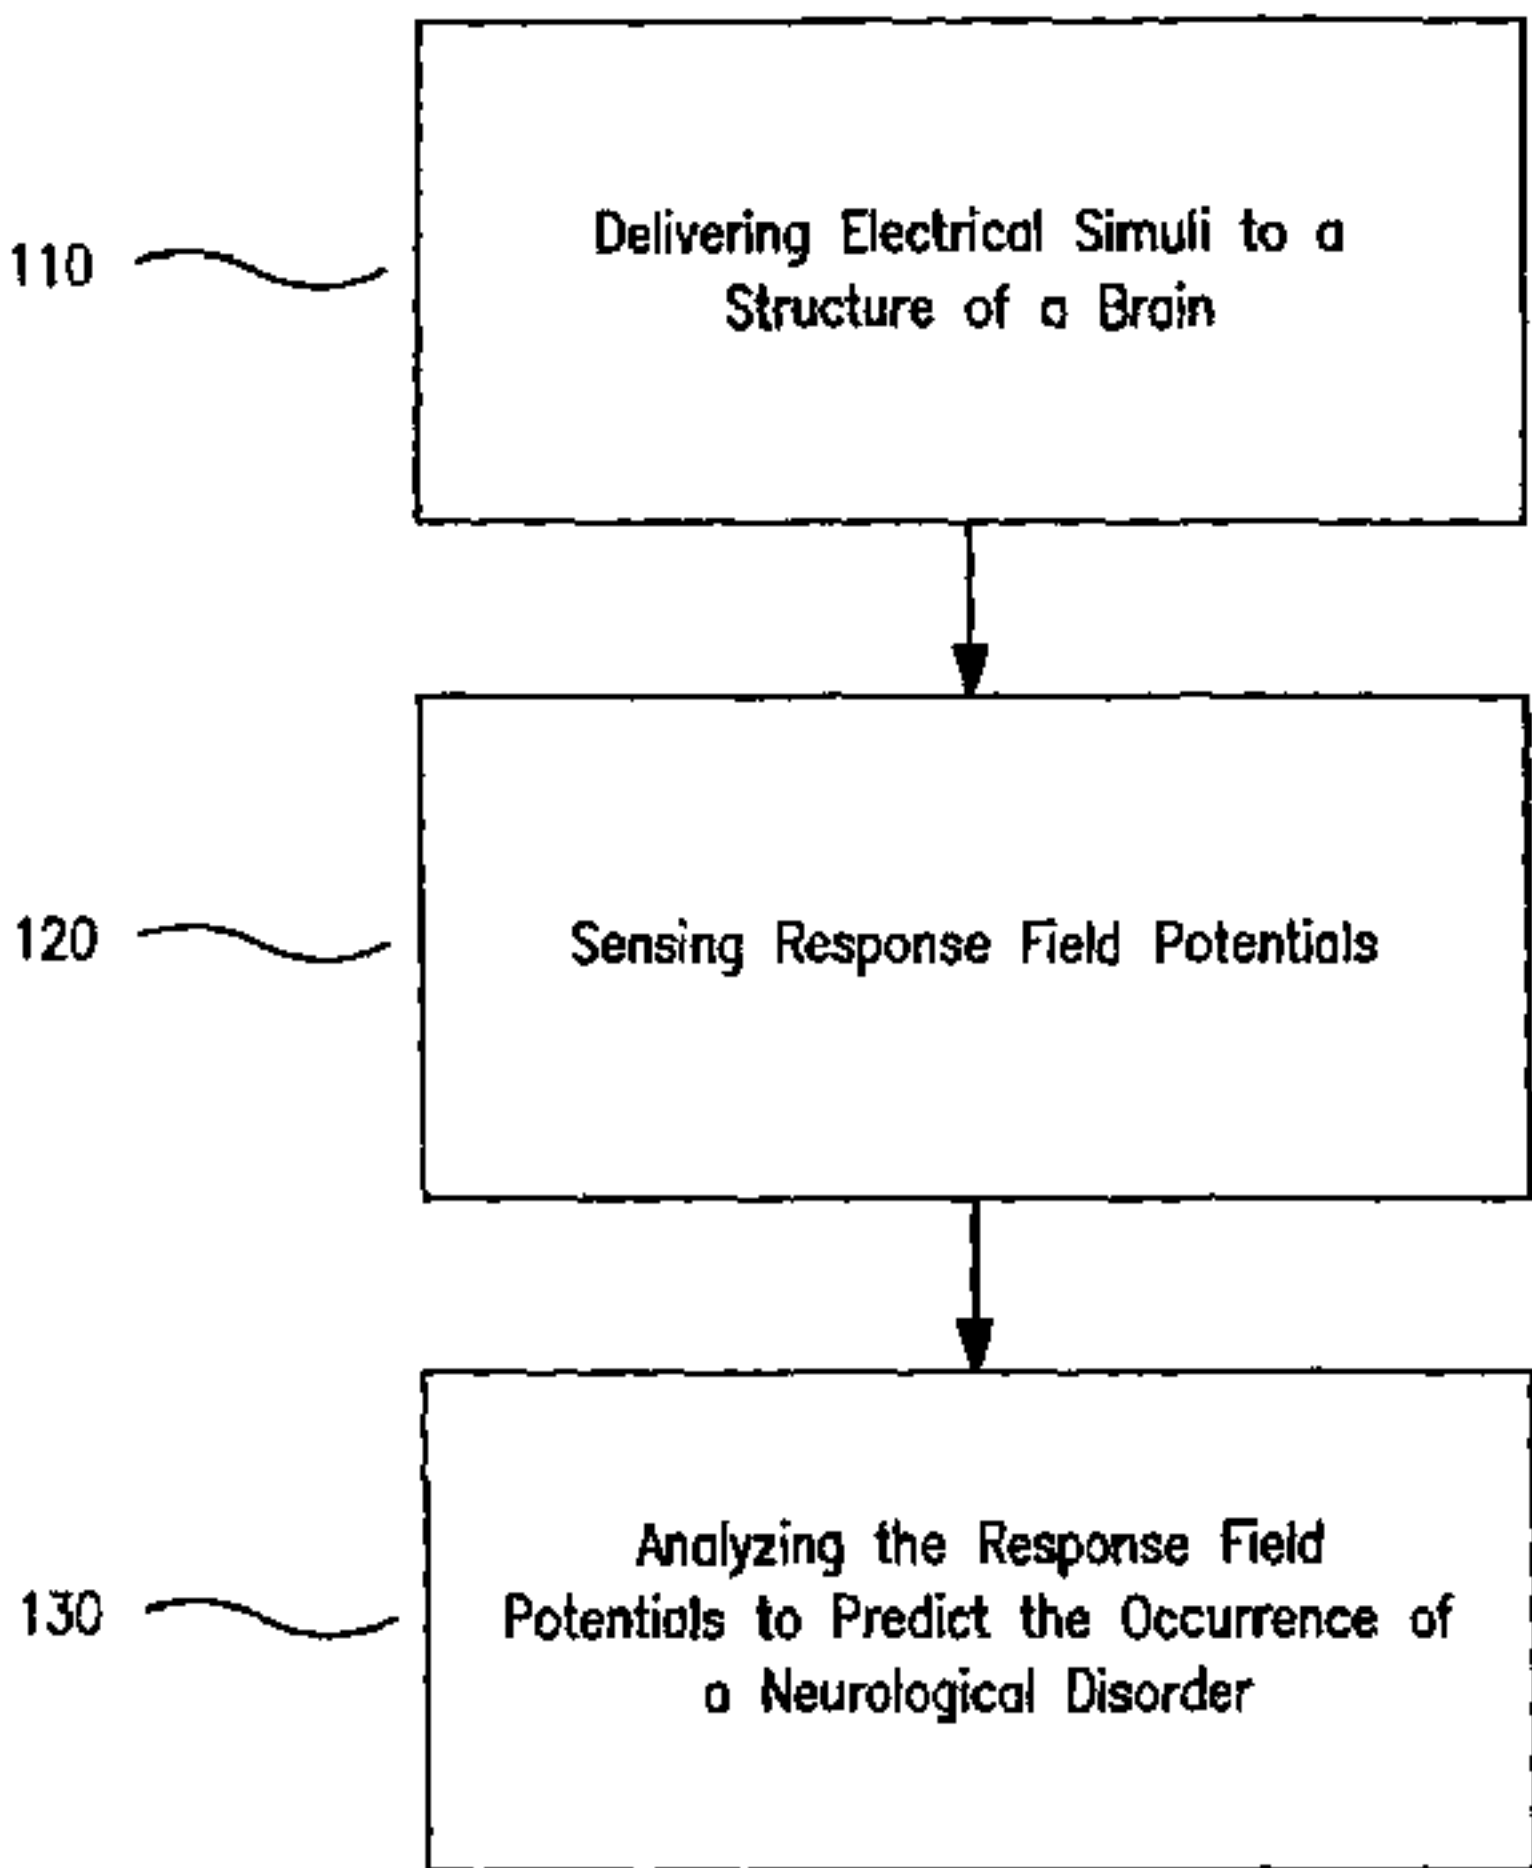 110
Delivering Electrical Simuli to a
Structure of a Brain
120
Sensing Response Field Potentials
130
Analyzing the Response Field
Potentials to Predict the Occurrence of
a Neurological Disorder